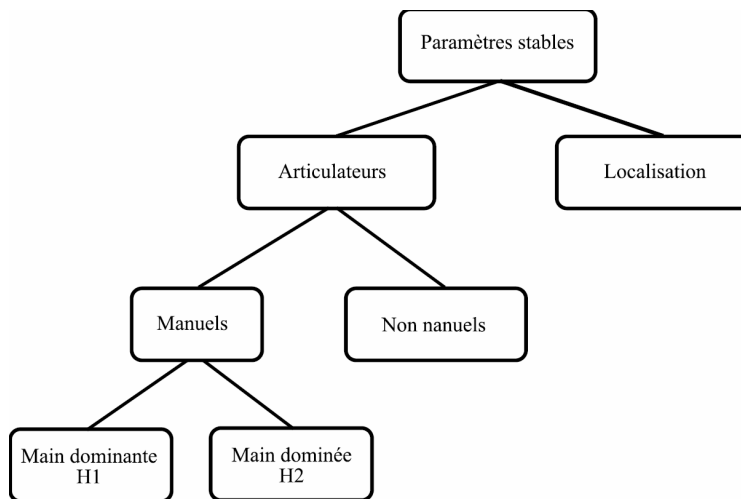 Paramètres stables
Articulateurs
Localisation
Manuels
Non nanuels
Main dominante
H1
Main dominée
H2